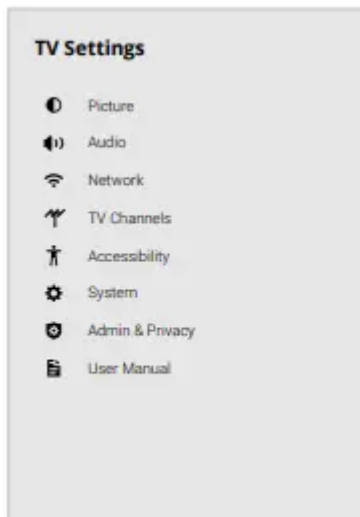 TV Settings
Picture
Audio
Network
TV Channels
Accessibility
System
Admin & Privacy
User Manual